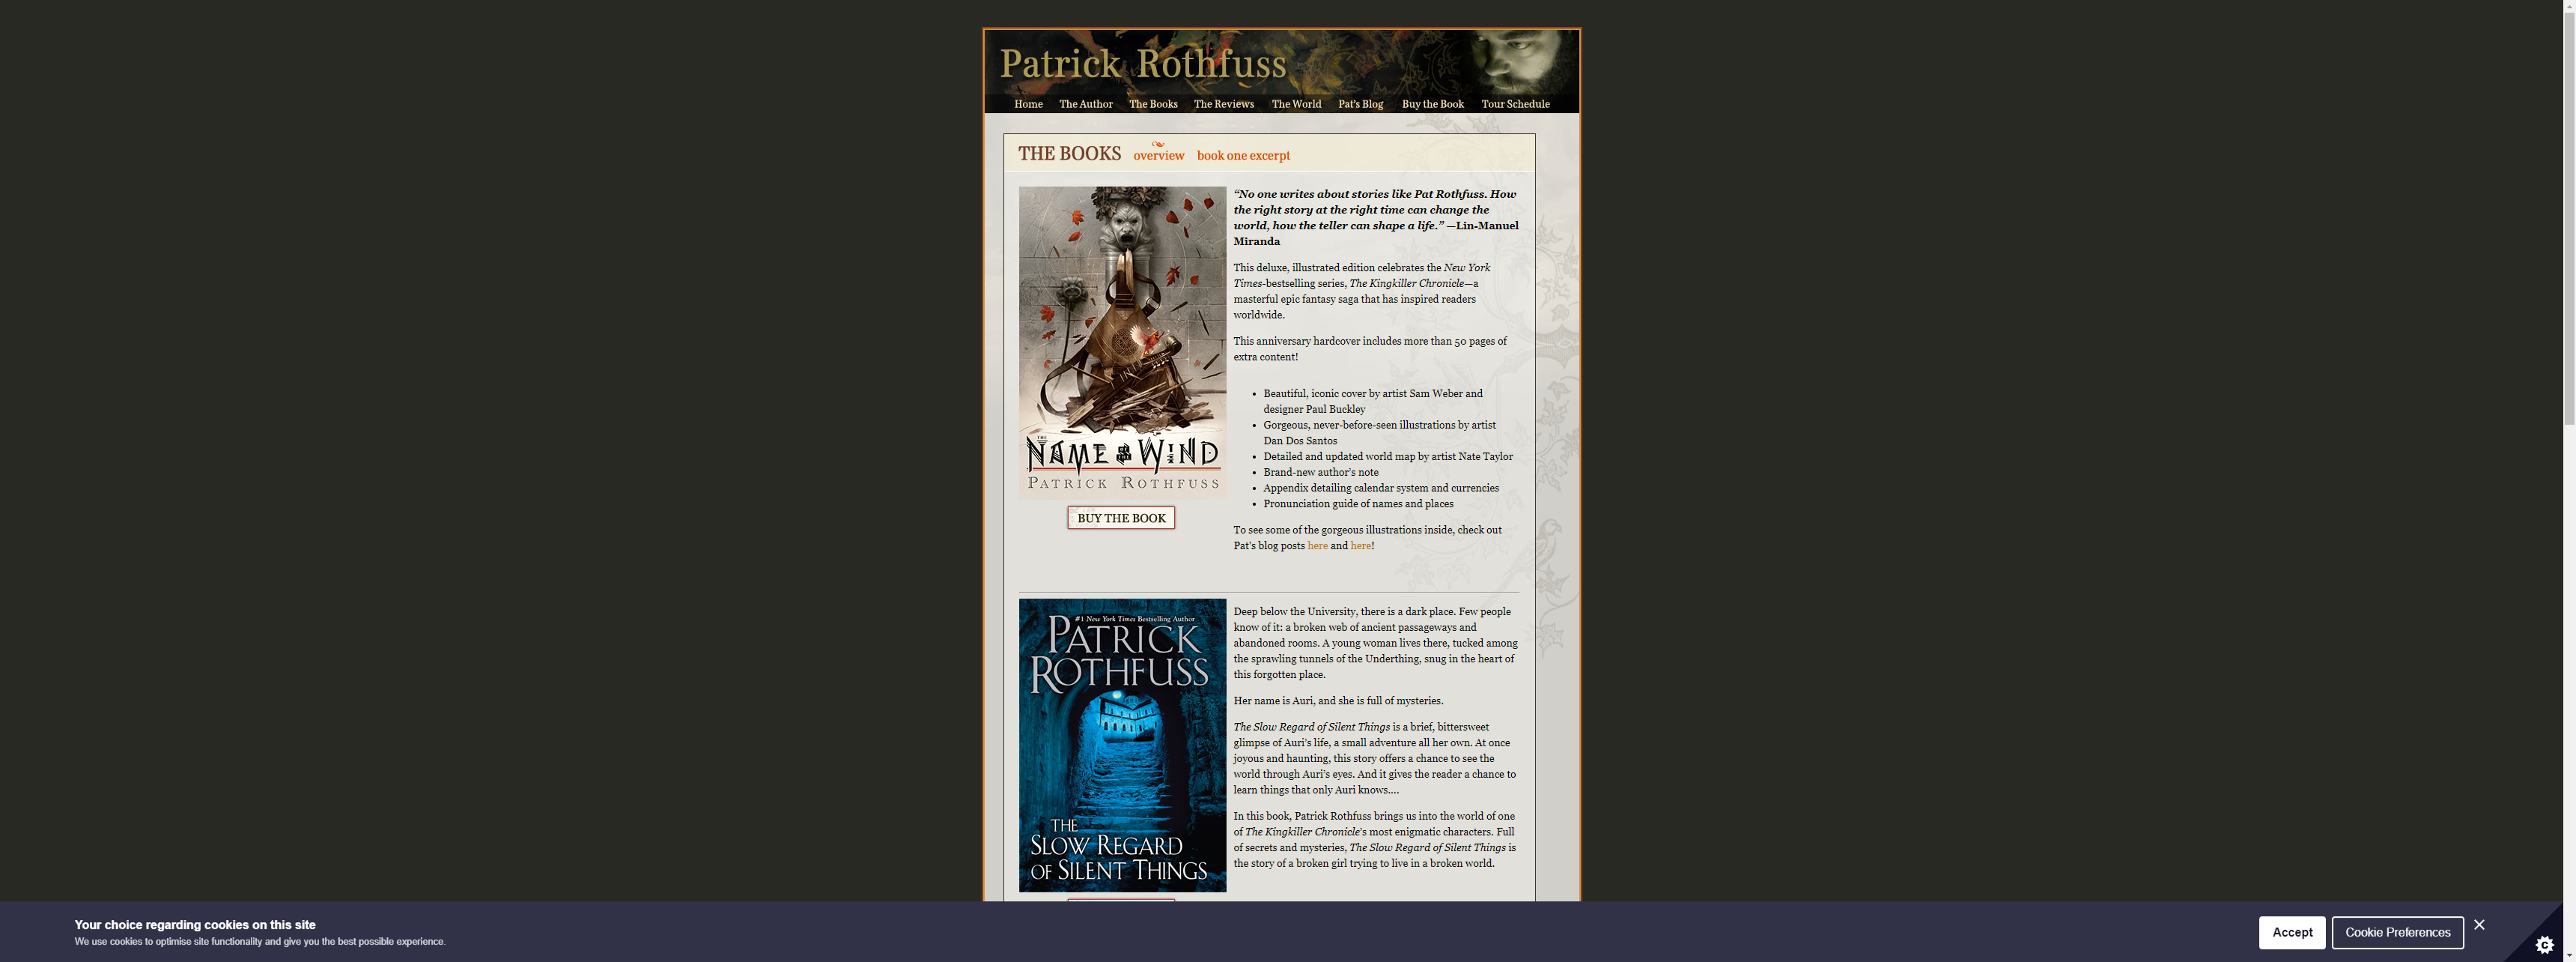 Patrick Rothfuss
Home The Author The Books The Reviews The World Pat's Blog Buy the Book Tour Schedule
THE BOOKS overview book one excerpt
THE
NAME OF THE WIND
PATRICK ROTHFUSS
BUY THE BOOK
“No one writes about stories like Pat Rothfuss. How
the right story at the right time can change the
world, how the teller can shape a life.” —Lin-Manuel
Miranda
This deluxe, illustrated edition celebrates the New York
Times-bestselling series, The Kingkiller Chronicle—a
masterful epic fantasy saga that has inspired readers
worldwide.
This anniversary hardcover includes more than 50 pages of
extra content!
• Beautiful, iconic cover by artist Sam Weber and
designer Paul Buckley
• Gorgeous, never-before-seen illustrations by artist
Dan Dos Santos
• Detailed and updated world map by artist Nate Taylor
• Brand-new author’s note
• Appendix detailing calendar system and currencies
• Pronunciation guide of names and places
To see some of the gorgeous illustrations inside, check out
Pat's blog posts here and here!
#1 New York Times Bestselling Author
PATRICK
ROTHFUSS
THE
SLOW REGARD
OF SILENT THINGS
Deep below the University, there is a dark place. Few people
know of it: a broken web of ancient passageways and
abandoned rooms. A young woman lives there, tucked among
the sprawling tunnels of the Underthing, snug in the heart of
this forgotten place.
Her name is Auri, and she is full of mysteries.
The Slow Regard of Silent Things is a brief, bittersweet
glimpse of Auri’s life, a small adventure all her own. At once
joyous and haunting, this story offers a chance to see the
world through Auri’s eyes. And it gives the reader a chance to
learn things that only Auri knows....
In this book, Patrick Rothfuss brings us into the world of one
of The Kingkiller Chronicle’s most enigmatic characters. Full
of secrets and mysteries, The Slow Regard of Silent Things is
the story of a broken girl trying to live in a broken world.
Your choice regarding cookies on this site
We use cookies to optimise site functionality and give you the best possible experience.
Accept
Cookie Preferences